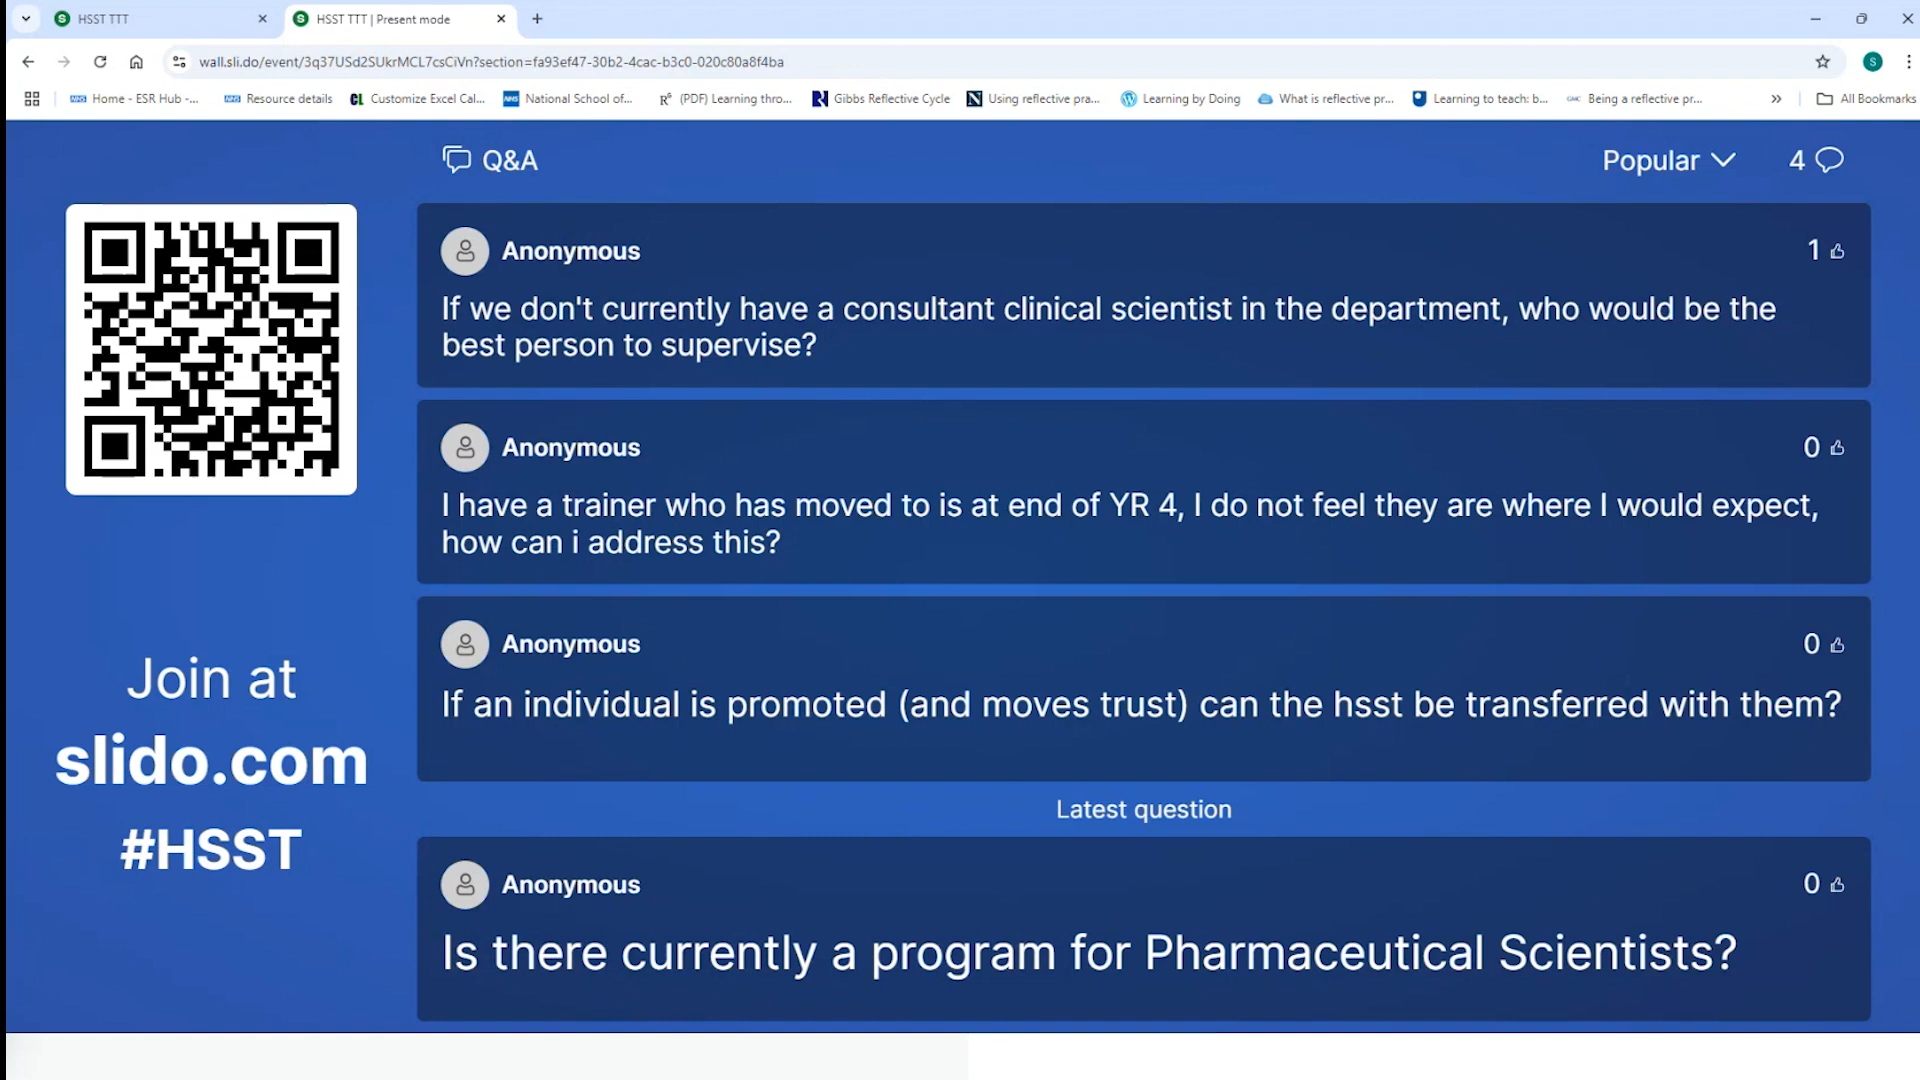 HSST TTT
HSST TTT | Present mode
wall.sli.do/event/3q37USd2SUkrMCL7csCiVn?section=fa93ef47-30b2-4cac-b3c0-020c80a8f4ba
S
Home - ESR Hub -...
Resource details
CL Customize Excel Cal...
National School of...
R⁶ (PDF) Learning thro...
Gibbs Reflective Cycle
N Using reflective pra...
Learning by Doing
What is reflective pr...
Learning to teach: b...
GMC Being a reflective pr...
All Bookmarks
Q&A
Popular
4
Anonymous
1
If we don't currently have a consultant clinical scientist in the department, who would be the
best person to supervise?
Anonymous
0
I have a trainer who has moved to is at end of YR 4, I do not feel they are where I would expect,
how can i address this?
Anonymous
0
If an individual is promoted (and moves trust) can the hsst be transferred with them?
Latest question
Anonymous
0
Is there currently a program for Pharmaceutical Scientists?
Join at
slido.com
#HSST